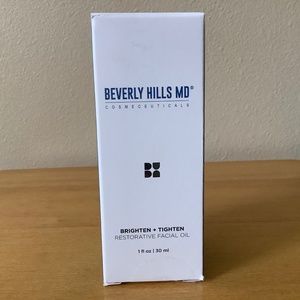 BEVERLY HILLS MD®
COSMECEUTICALS
BRIGHTEN + TIGHTEN
RESTORATIVE FACIAL OIL
1 fl oz | 30 ml